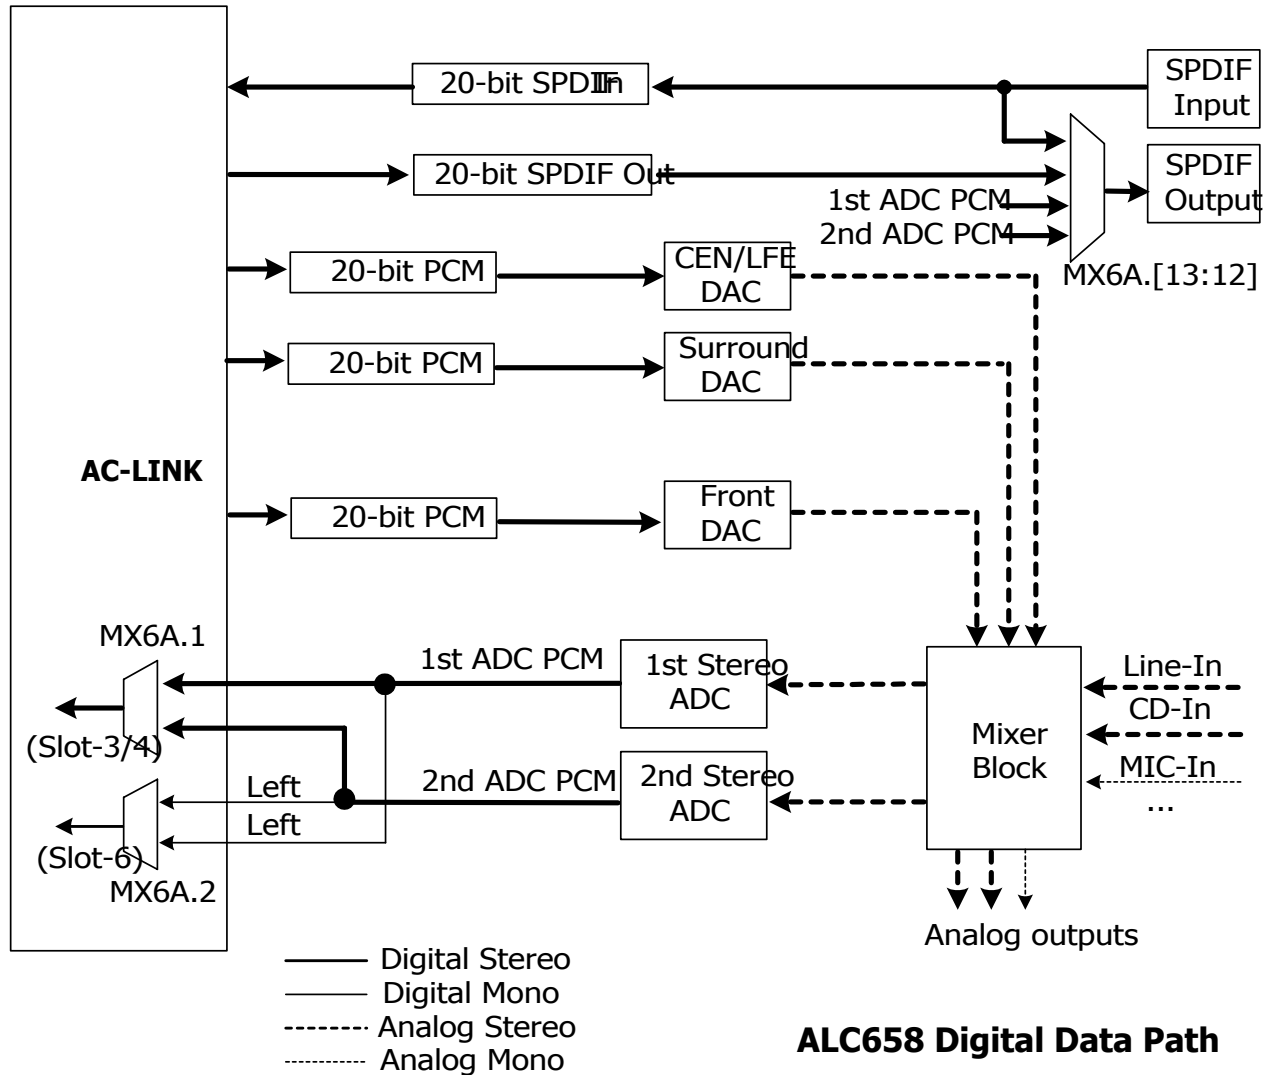 20-bit SPDIF In
SPDIF
Input
20-bit SPDIF Out
SPDIF
Output
1st ADC PCM
2nd ADC PCM
MX6A.[13:12]
20-bit PCM
CEN/LFE
DAC
20-bit PCM
Surround
DAC
AC-LINK
20-bit PCM
Front
DAC
MX6A.1
1st ADC PCM
1st Stereo
ADC
Line-In
CD-In
MIC-In
...
Mixer
Block
(Slot-3/4)
2nd ADC PCM
2nd Stereo
ADC
Left
Left
(Slot-6)
MX6A.2
Analog outputs
Digital Stereo
Digital Mono
Analog Stereo
Analog Mono
ALC658 Digital Data Path